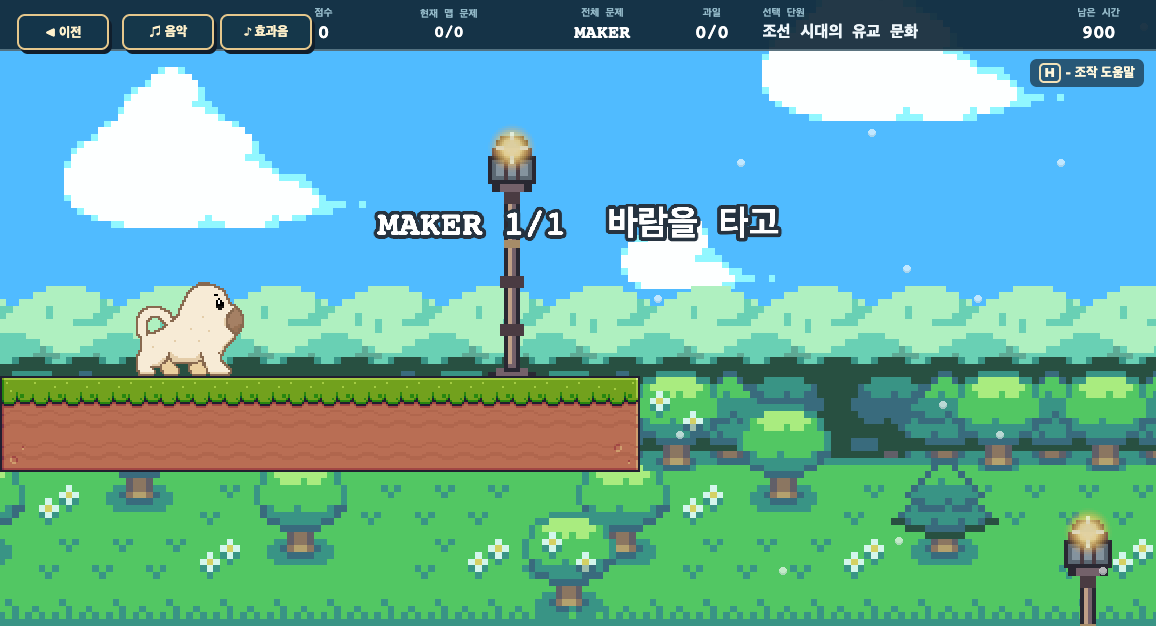 ◀ 이전
♫ 음악
♪ 효과음
점수
0
현재 맵 문제
0/0
전체 문제
MAKER
과일
0/0
선택 단원
조선 시대의 유교 문화
남은 시간
900
H - 조작 도움말
MAKER 1/1 바람을 타고